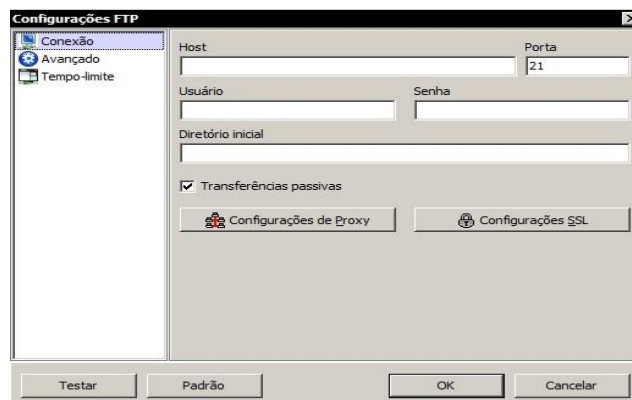 Configurações FTP
Conexão
Avançado
Tempo-limite
Host
Porta
21
Usuário
Senha
Diretório inicial
Transferências passivas
Configurações de Proxy
Configurações SSL
Testar
Padrão
OK
Cancelar